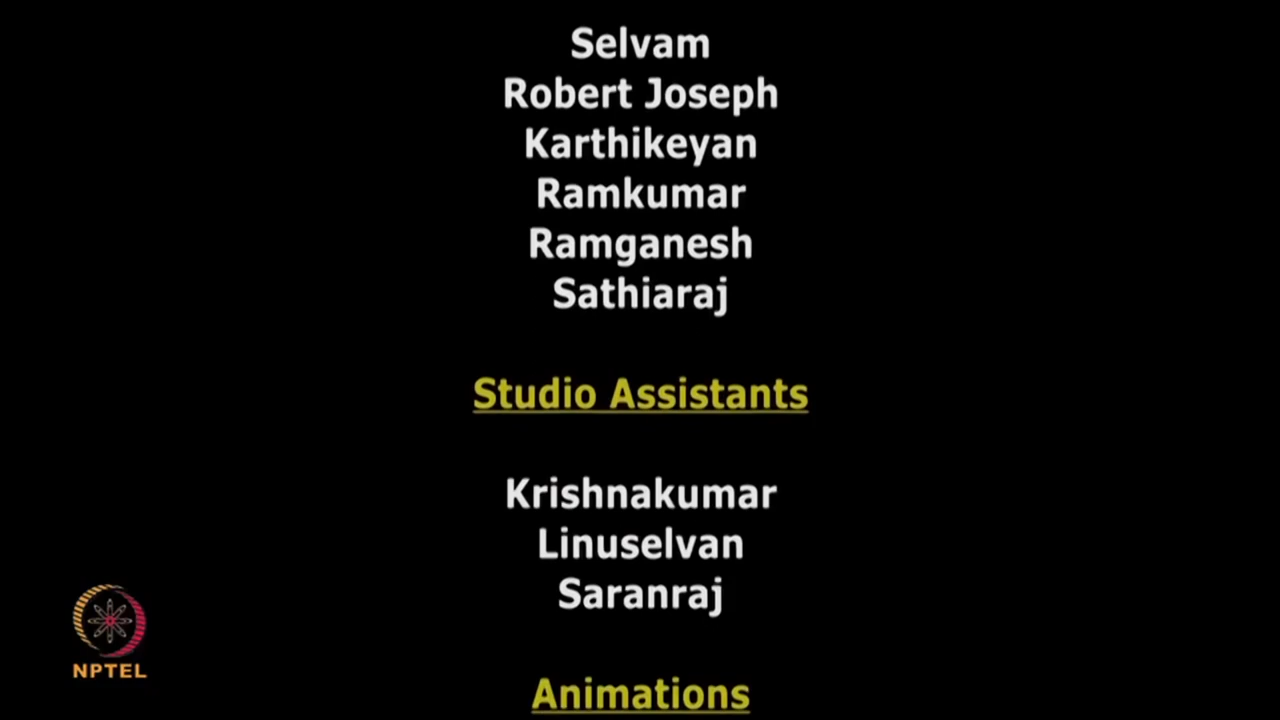 Selvam
Robert Joseph
Karthikeyan
Ramkumar
Ramganesh
Sathiaraj
Studio Assistants
Krishnakumar
Linuselvan
Saranraj
NPTEL
Animations